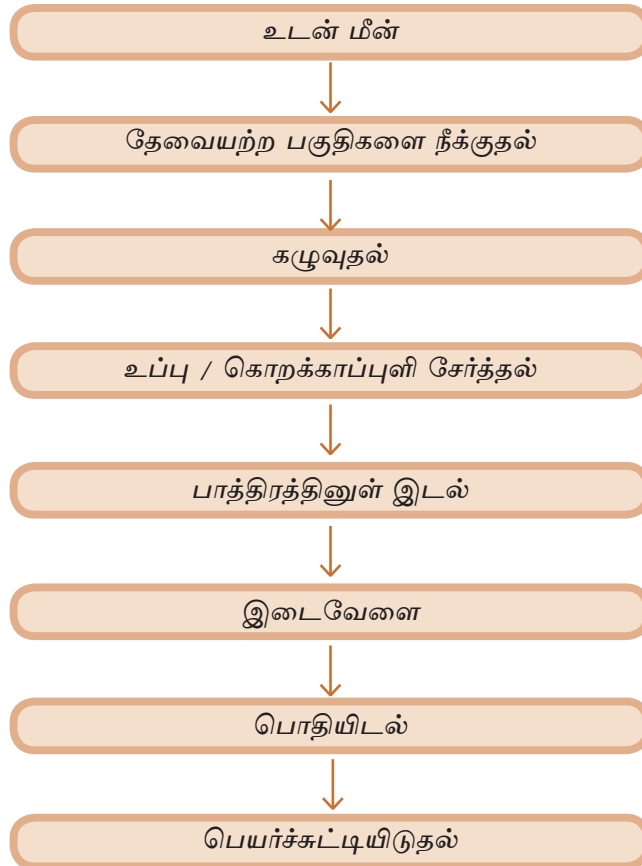 உடன் மீன்
தேவையற்ற பகுதிகளை நீக்குதல்
கழுவுதல்
உப்பு / கொறக்காப்புளி சேர்த்தல்
பாத்திரத்தினுள் இடல்
இடைவேளை
பொதியிடல்
பெயர்ச்சுட்டியிடுதல்